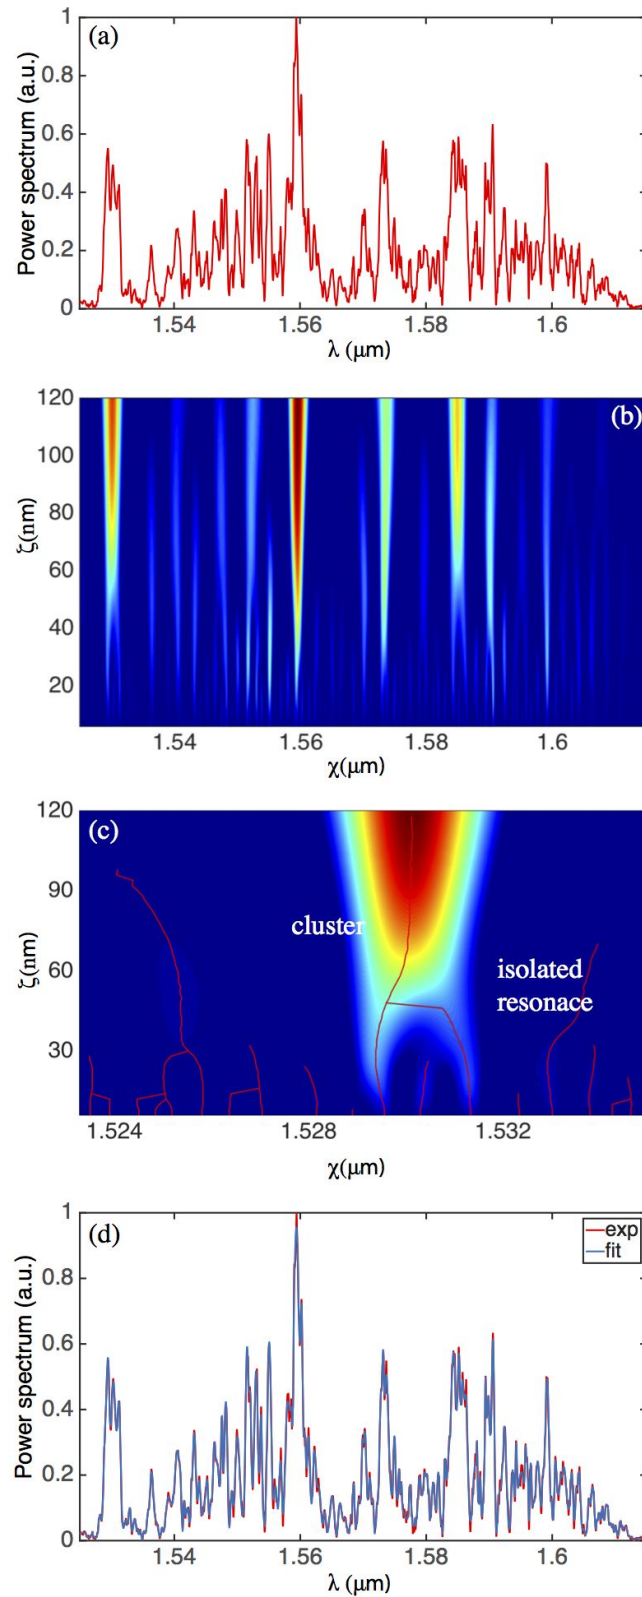 (a)
Power spectrum (a.u.)
1
0.8
0.6
0.4
0.2
0
1.54 1.56 1.58 1.6
λ (μm)
(b)
ζ(nm)
120
100
80
60
40
20
1.54 1.56 1.58 1.6
χ(μm)
(c)
ζ(nm)
120
90
60
30
cluster
isolated
resonace
1.524 1.528 1.532
χ(μm)
(d)
exp
fit
Power spectrum (a.u.)
1
0.8
0.6
0.4
0.2
0
1.54 1.56 1.58 1.6
λ (μm)